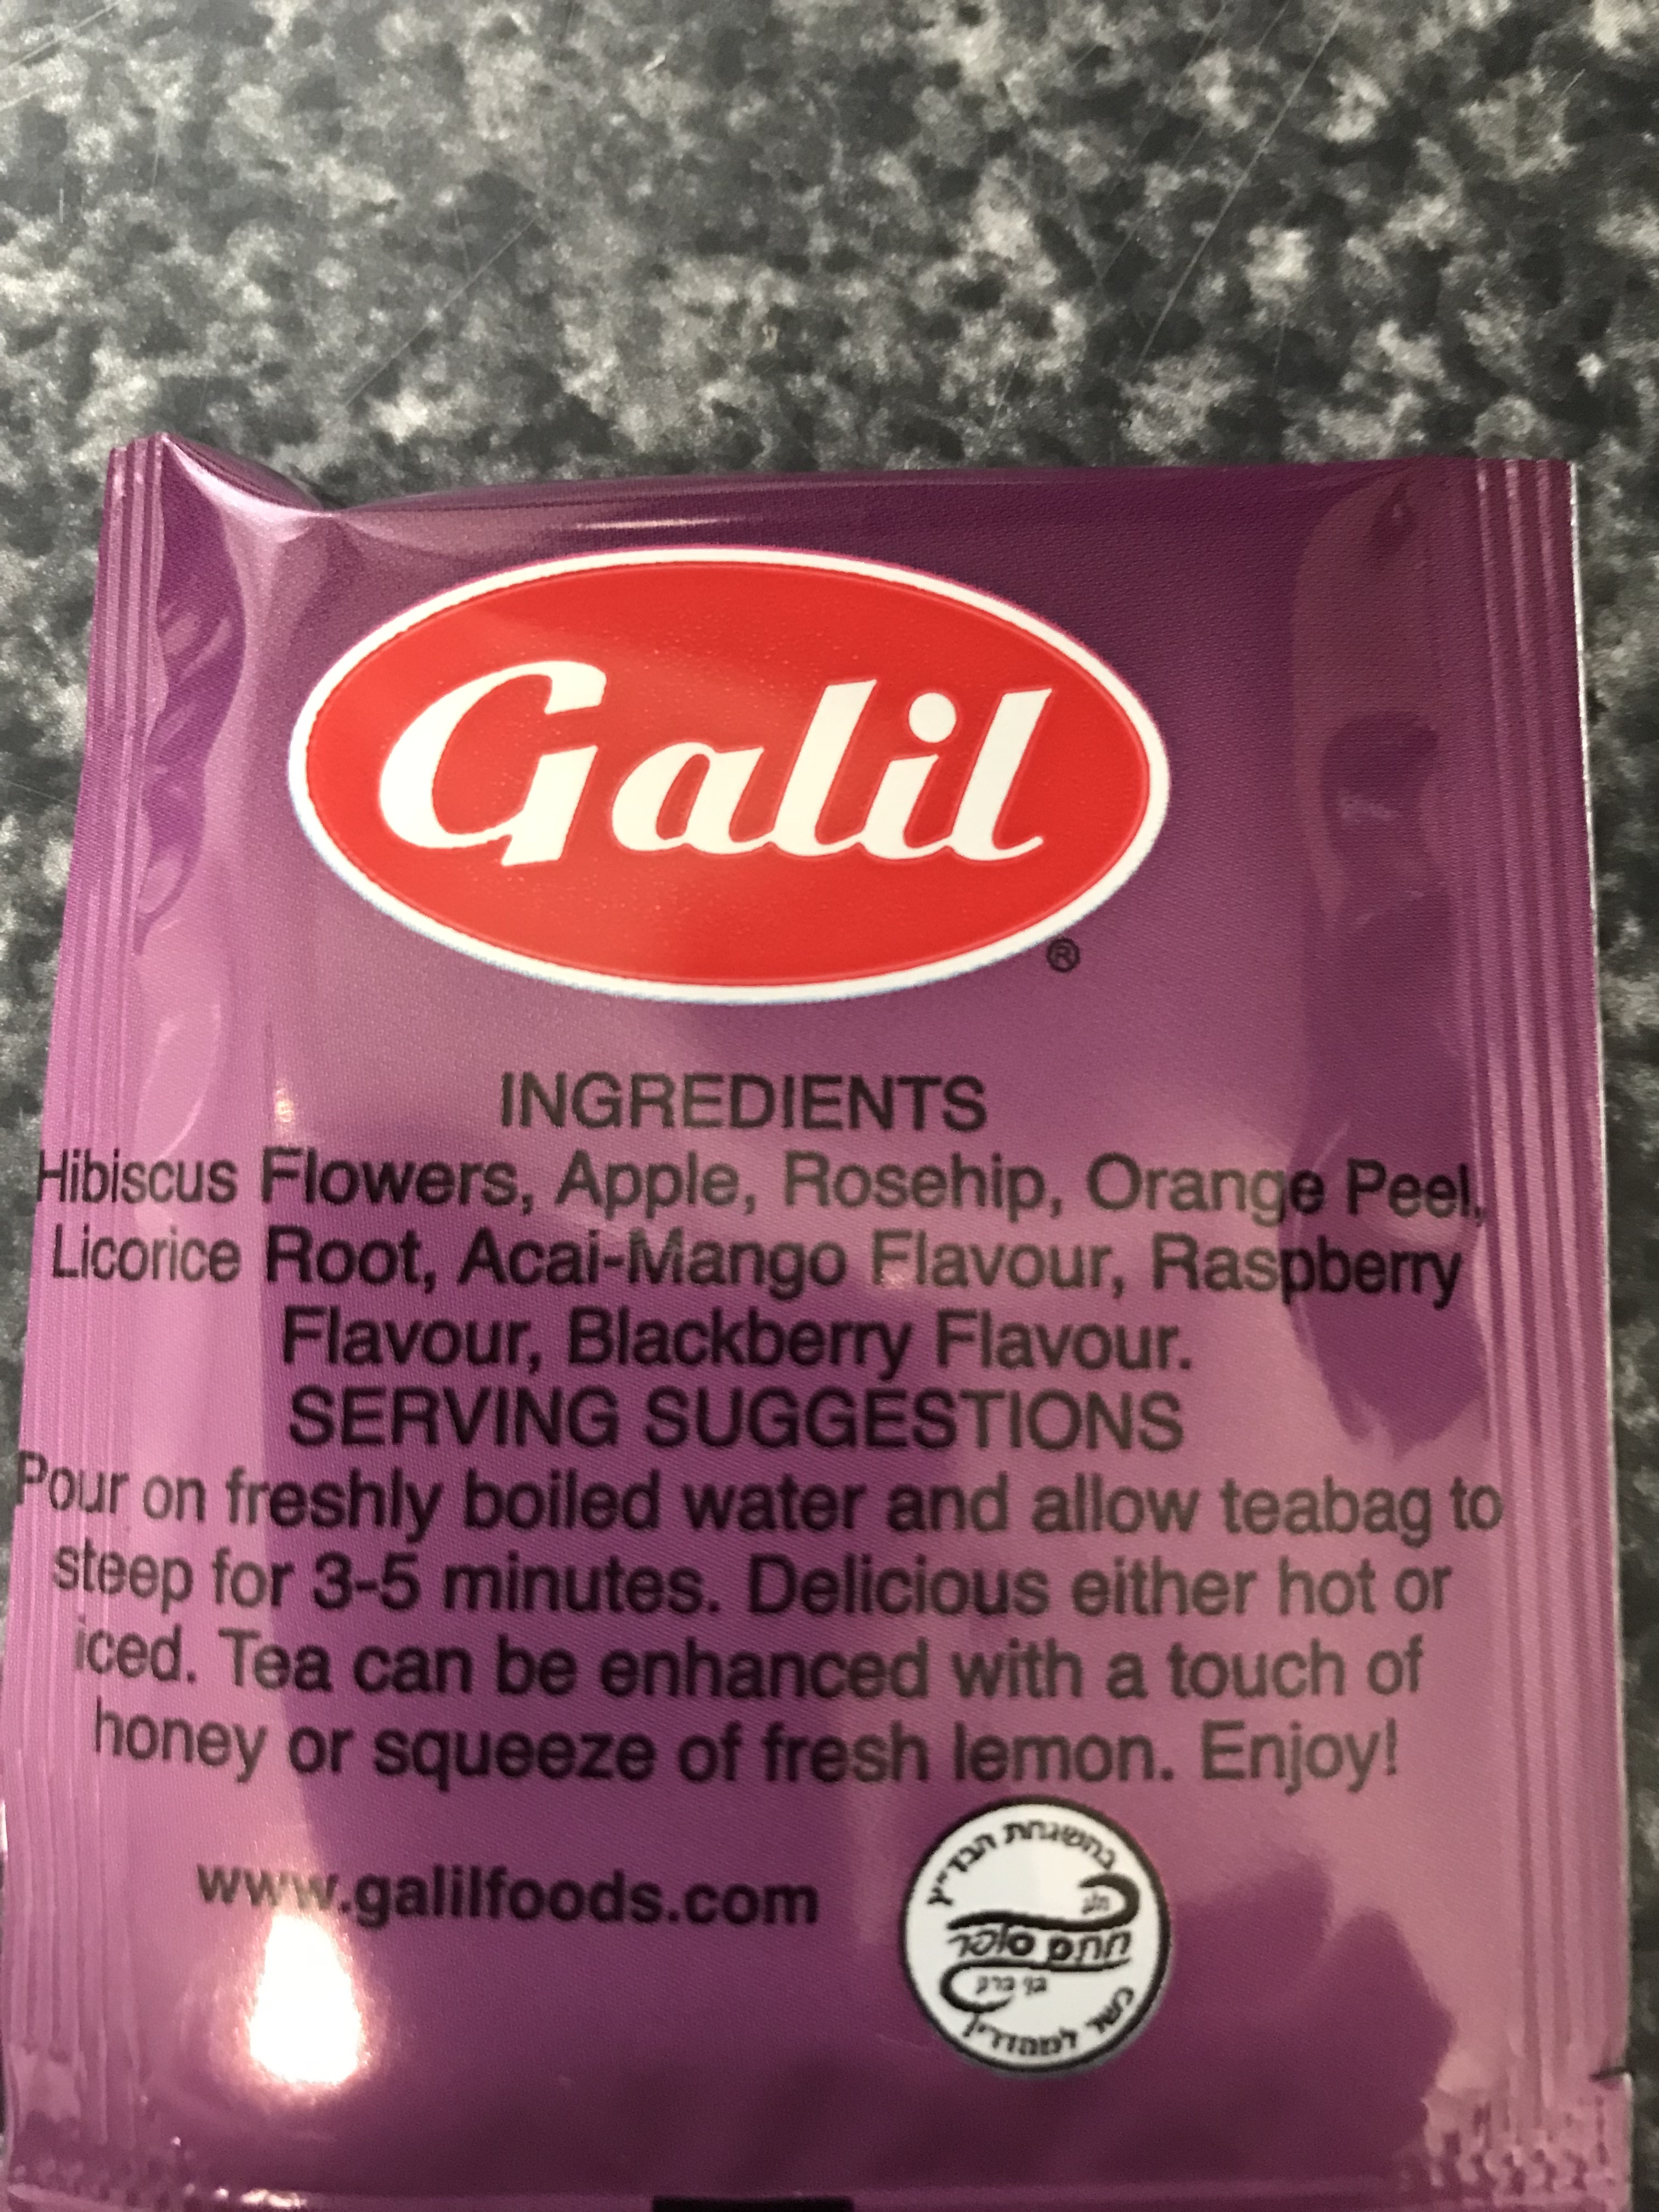 Galil
®
INGREDIENTS
Hibiscus Flowers, Apple, Rosehip, Orange Peel,
Licorice Root, Acai-Mango Flavour, Raspberry
Flavour, Blackberry Flavour.
SERVING SUGGESTIONS
Pour on freshly boiled water and allow teabag to
steep for 3-5 minutes. Delicious either hot or
iced. Tea can be enhanced with a touch of
honey or squeeze of fresh lemon. Enjoy!
www.galilfoods.com
בהשגחת הבד"ץ
חתם סופר
בני ברק
כשר למהדרין